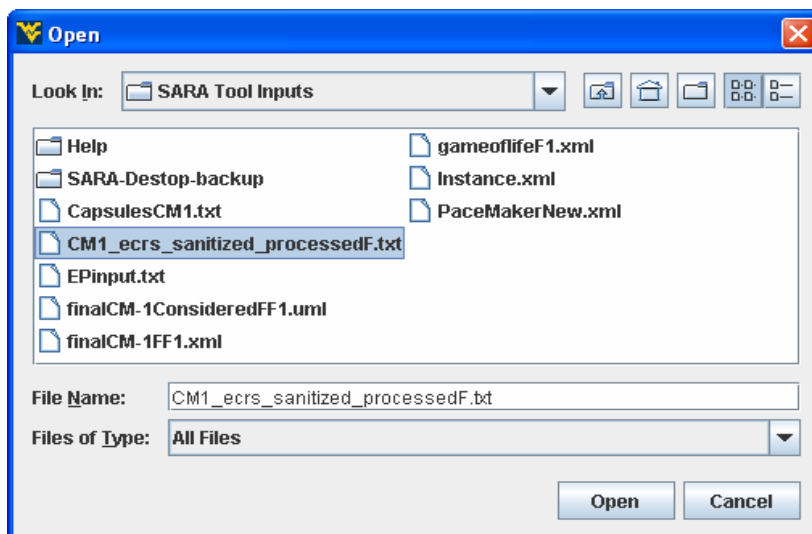 Open
Look In: SARA Tool Inputs
Help
SARA-Destop-backup
CapsulesCM1.txt
CM1_ecrs_sanitized_processedF.txt
EPinput.txt
finalCM-1ConsideredFF1.uml
finalCM-1FF1.xml
gameoflifeF1.xml
Instance.xml
PaceMakerNew.xml
File Name: CM1_ecrs_sanitized_processedF.txt
Files of Type: All Files
Open Cancel